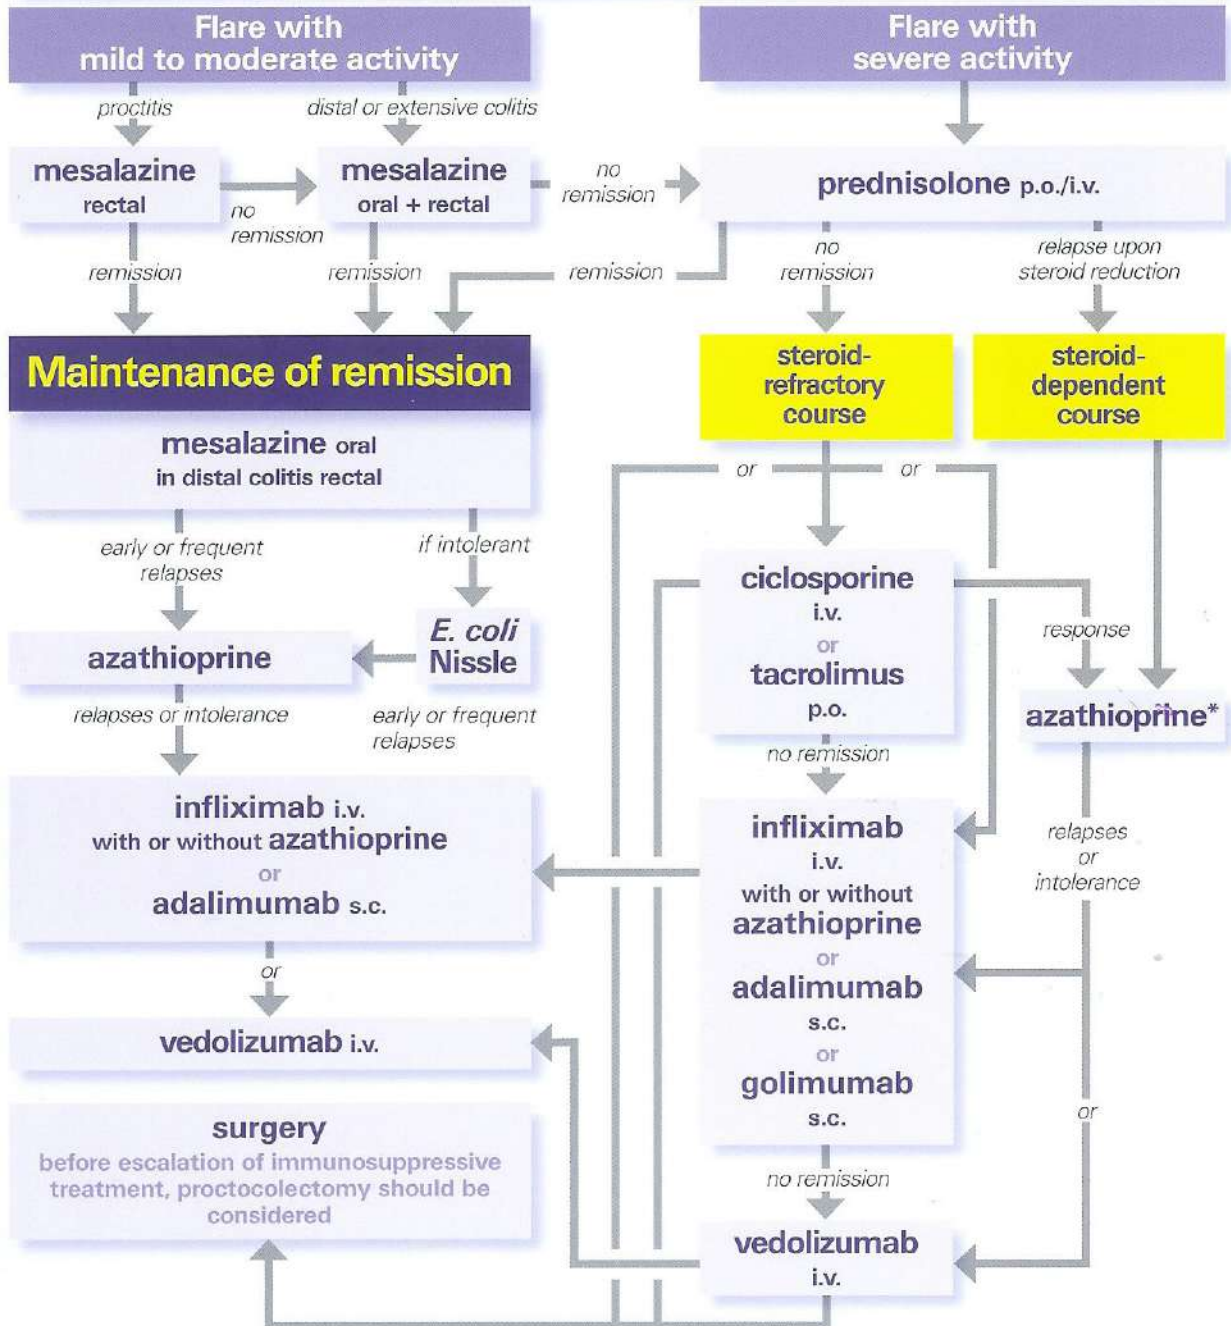 Flare with
mild to moderate activity
Flare with
severe activity
proctitis
distal or extensive colitis
mesalazine
rectal
no
remission
mesalazine
oral + rectal
no
remission
prednisolone p.o./i.v.
remission
remission
remission
no
remission
relapse upon
steroid reduction
Maintenance of remission
mesalazine oral
in distal colitis rectal
steroid-
refractory
course
steroid-
dependent
course
or
or
early or frequent
relapses
if intolerant
azathioprine
E. coli
Nissle
relapses or intolerance
early or frequent
relapses
ciclosporine
i.v.
or
tacrolimus
p.o.
response
azathioprine*
no remission
infliximab i.v.
with or without azathioprine
or
adalimumab s.c.
infliximab
i.v.
with or without
azathioprine
or
adalimumab
s.c.
or
golimumab
s.c.
relapses
or
intolerance
or
or
vedolizumab i.v.
surgery
before escalation of immunosuppressive
treatment, proctocolectomy should be
considered
no remission
vedolizumab
i.v.